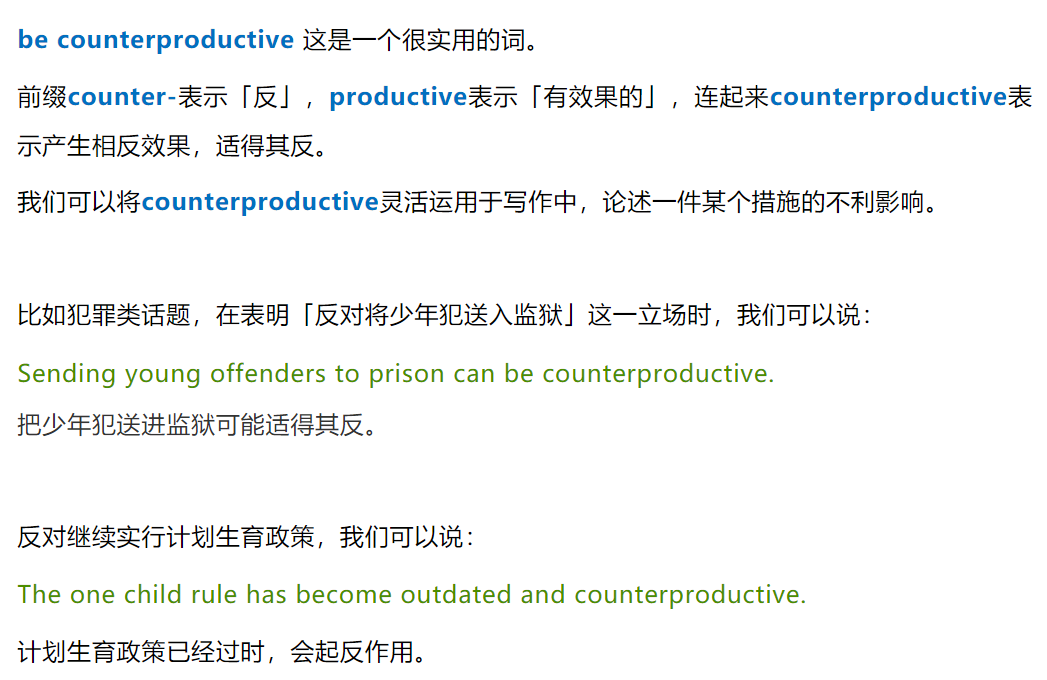 be counterproductive 这是一个很实用的词。
前缀counter-表示「反」，productive表示「有效果的」，连起来counterproductive表
示产生相反效果，适得其反。
我们可以将counterproductive灵活运用于写作中，论述一件某个措施的不利影响。
比如犯罪类话题，在表明「反对将少年犯送入监狱」这一立场时，我们可以说：
Sending young offenders to prison can be counterproductive.
把少年犯送进监狱可能适得其反。
反对继续实行计划生育政策，我们可以说：
The one child rule has become outdated and counterproductive.
计划生育政策已经过时，会起反作用。